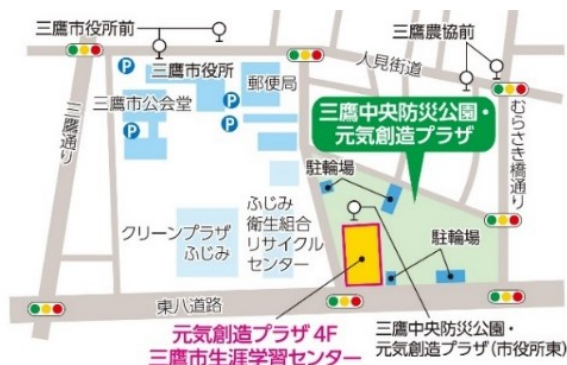 三鷹市役所前
三鷹農協前
人見街道
三鷹市役所
郵便局
三鷹市公会堂
P
P
P
P
三鷹通り
むらさき橋通り
三鷹中央防災公園・
元気創造プラザ
駐輪場
ふじみ
衛生組合
リサイクル
センター
クリーンプラザ
ふじみ
駐輪場
東八道路
元気創造プラザ 4F
三鷹市生涯学習センター
三鷹中央防災公園・
元気創造プラザ(市役所東)